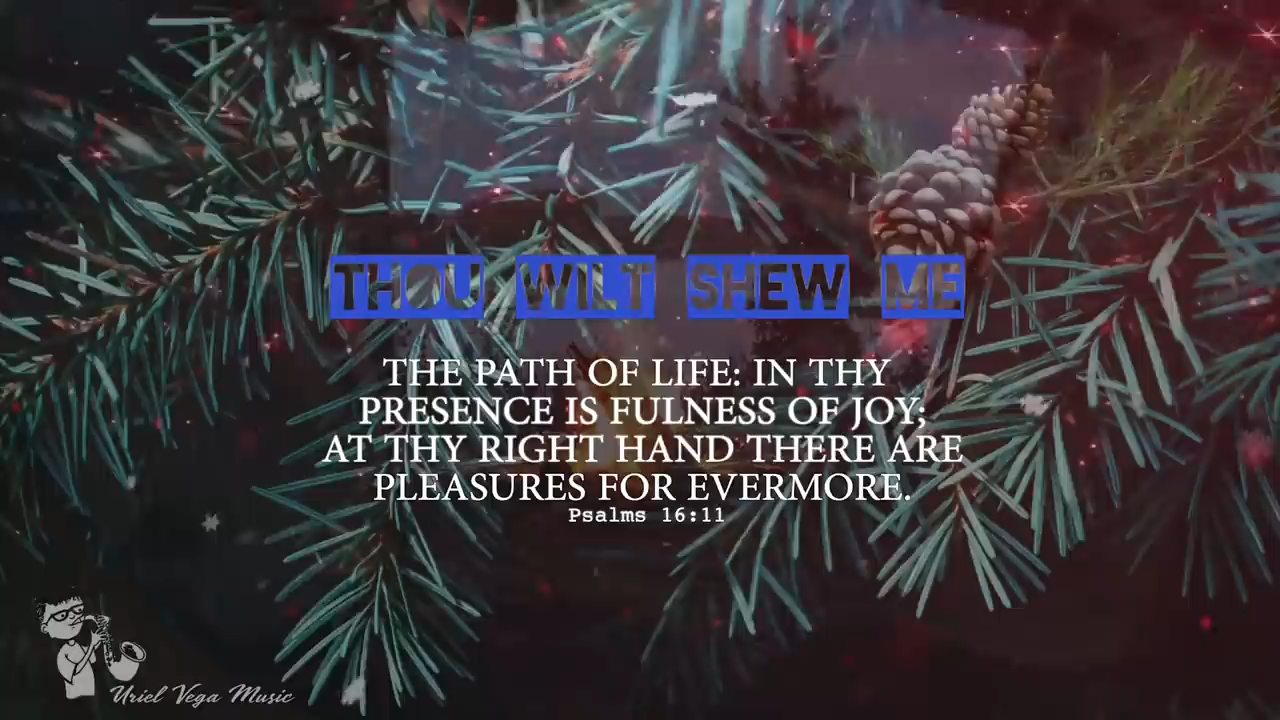 THOU WILT SHEW ME
THE PATH OF LIFE: IN THY
PRESENCE IS FULNESS OF JOY;
AT THY RIGHT HAND THERE ARE
PLEASURES FOR EVERMORE.
Psalms 16:11
Uriel Vega Music